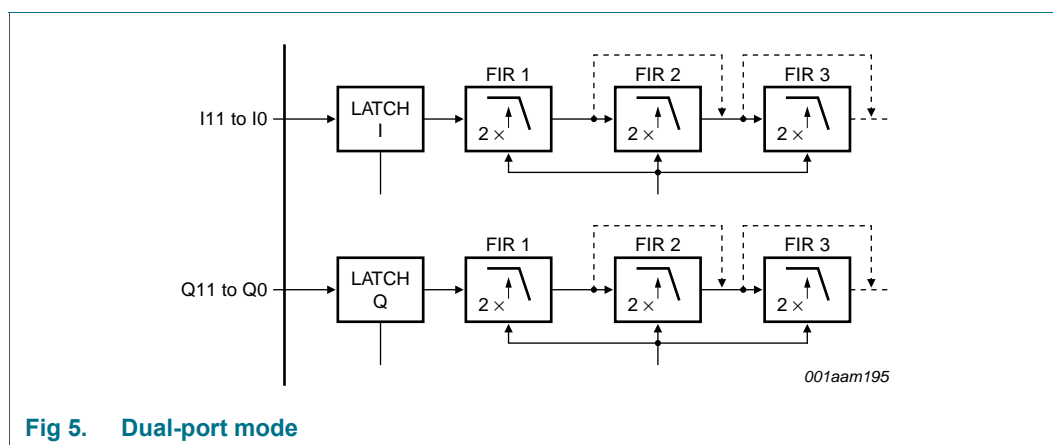 FIR 1 FIR 2 FIR 3
I11 to I0
LATCH
I
2 × 2 × 2 ×
FIR 1 FIR 2 FIR 3
Q11 to Q0
LATCH
Q
2 × 2 × 2 ×
001aam195
Fig 5. Dual-port mode